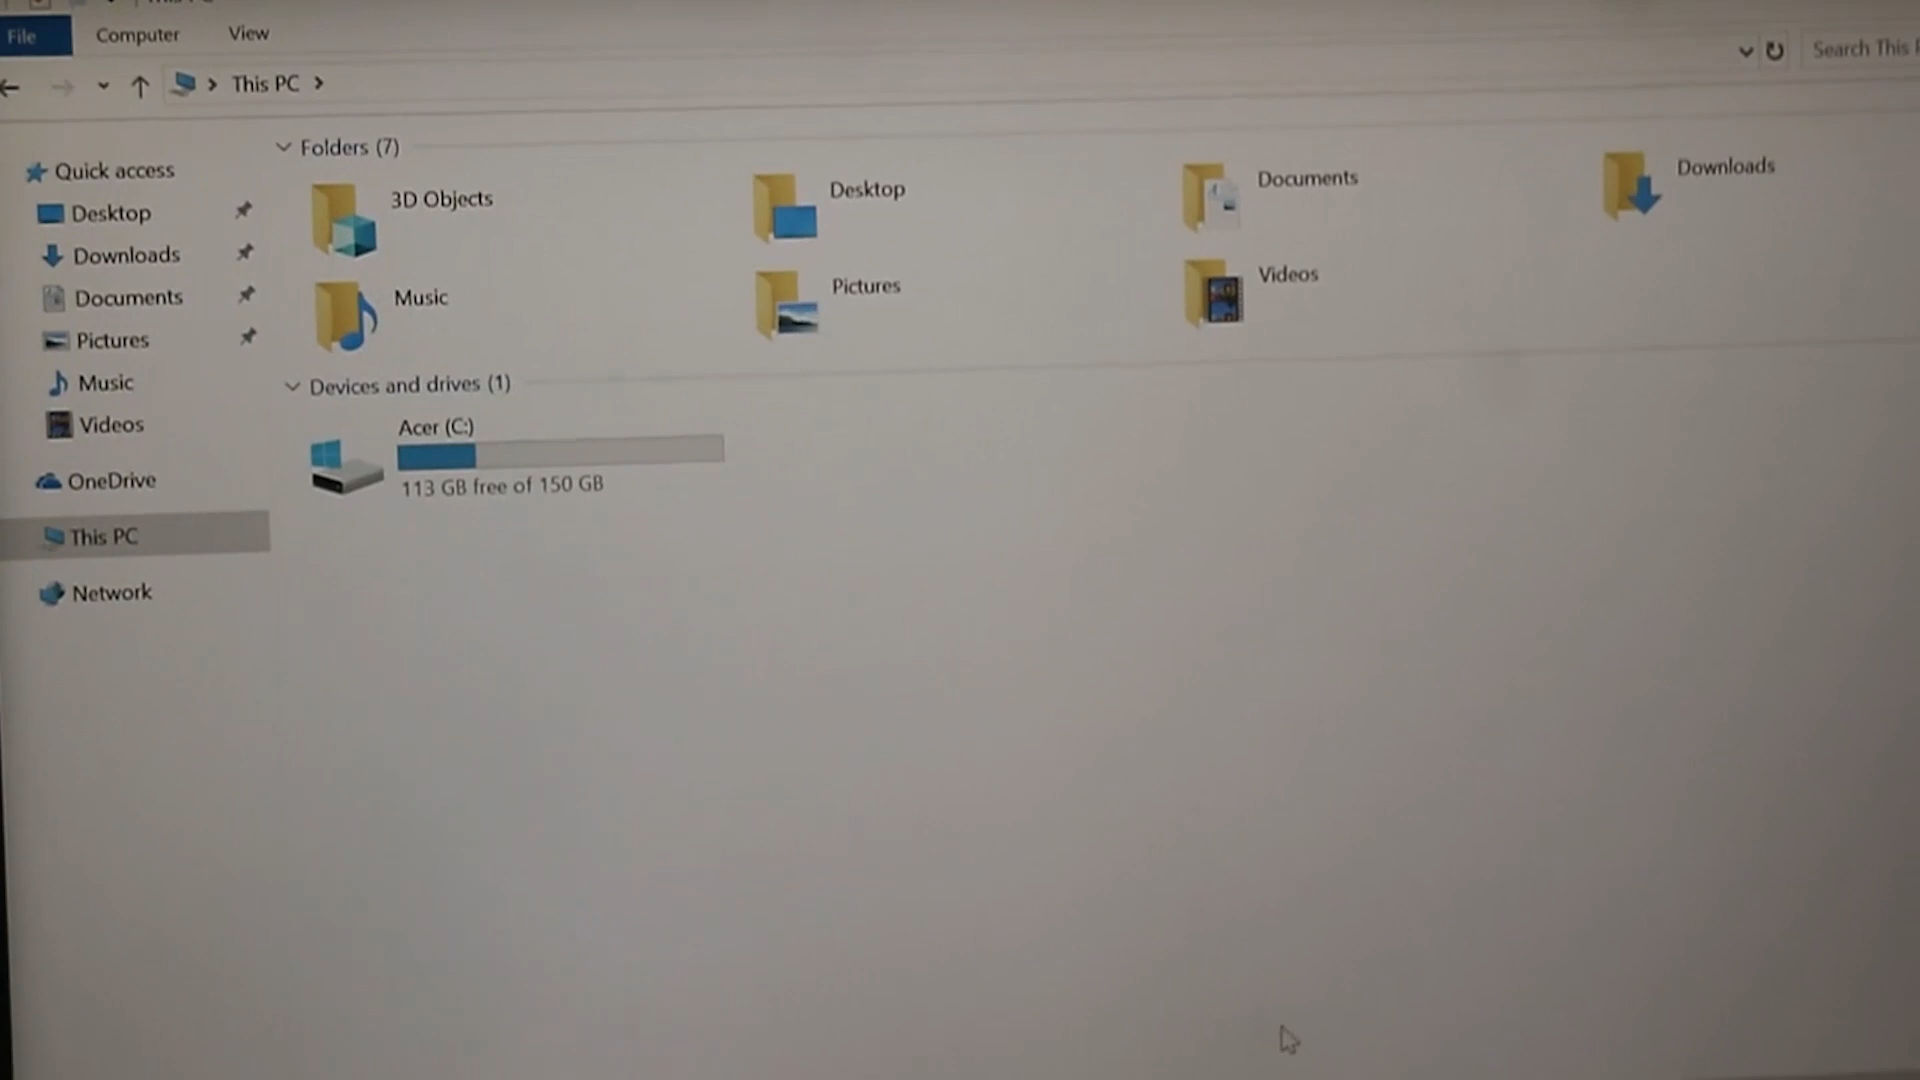 File Computer View
This PC
Search This
Quick access
Desktop
Downloads
Documents
Pictures
Music
Videos
OneDrive
This PC
Network
Folders (7)
3D Objects
Desktop
Documents
Downloads
Music
Pictures
Videos
Devices and drives (1)
Acer (C:)
113 GB free of 150 GB